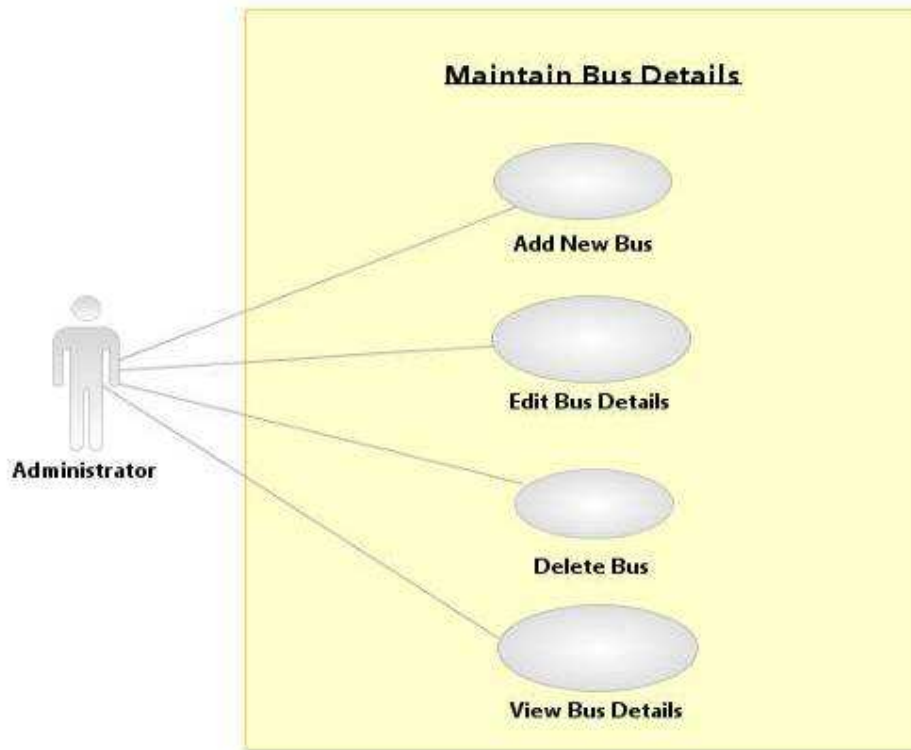 Maintain Bus Details
Add New Bus
Edit Bus Details
Administrator
Delete Bus
View Bus Details